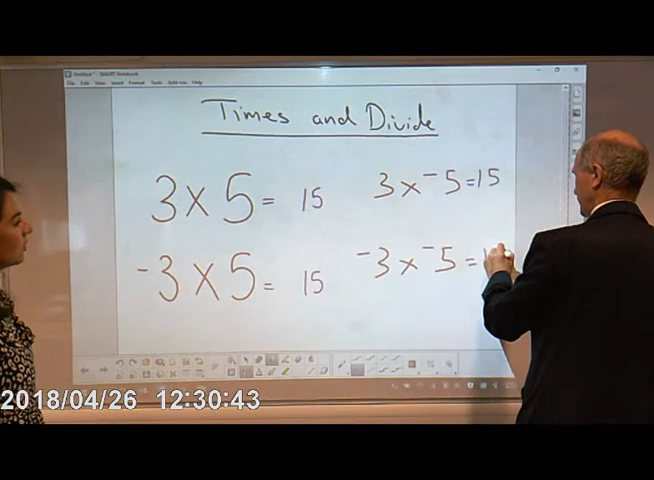 Times and Divide
3 x 5 = 15
3 x -5 = 15
-3 x 5 = 15
-3 x -5 =
2018/04/26 12:30:43